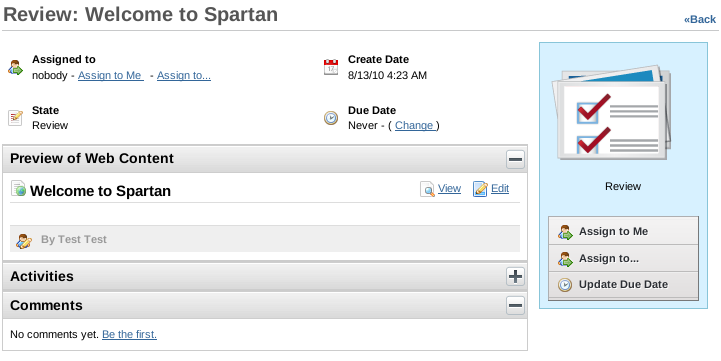 Review: Welcome to Spartan
«Back
Assigned to
nobody - Assign to Me - Assign to...
Create Date
8/13/10 4:23 AM
State
Review
Due Date
Never - ( Change )
Preview of Web Content
Welcome to Spartan
View
Edit
By Test Test
Activities
Comments
No comments yet. Be the first.
Review
Assign to Me
Assign to...
Update Due Date